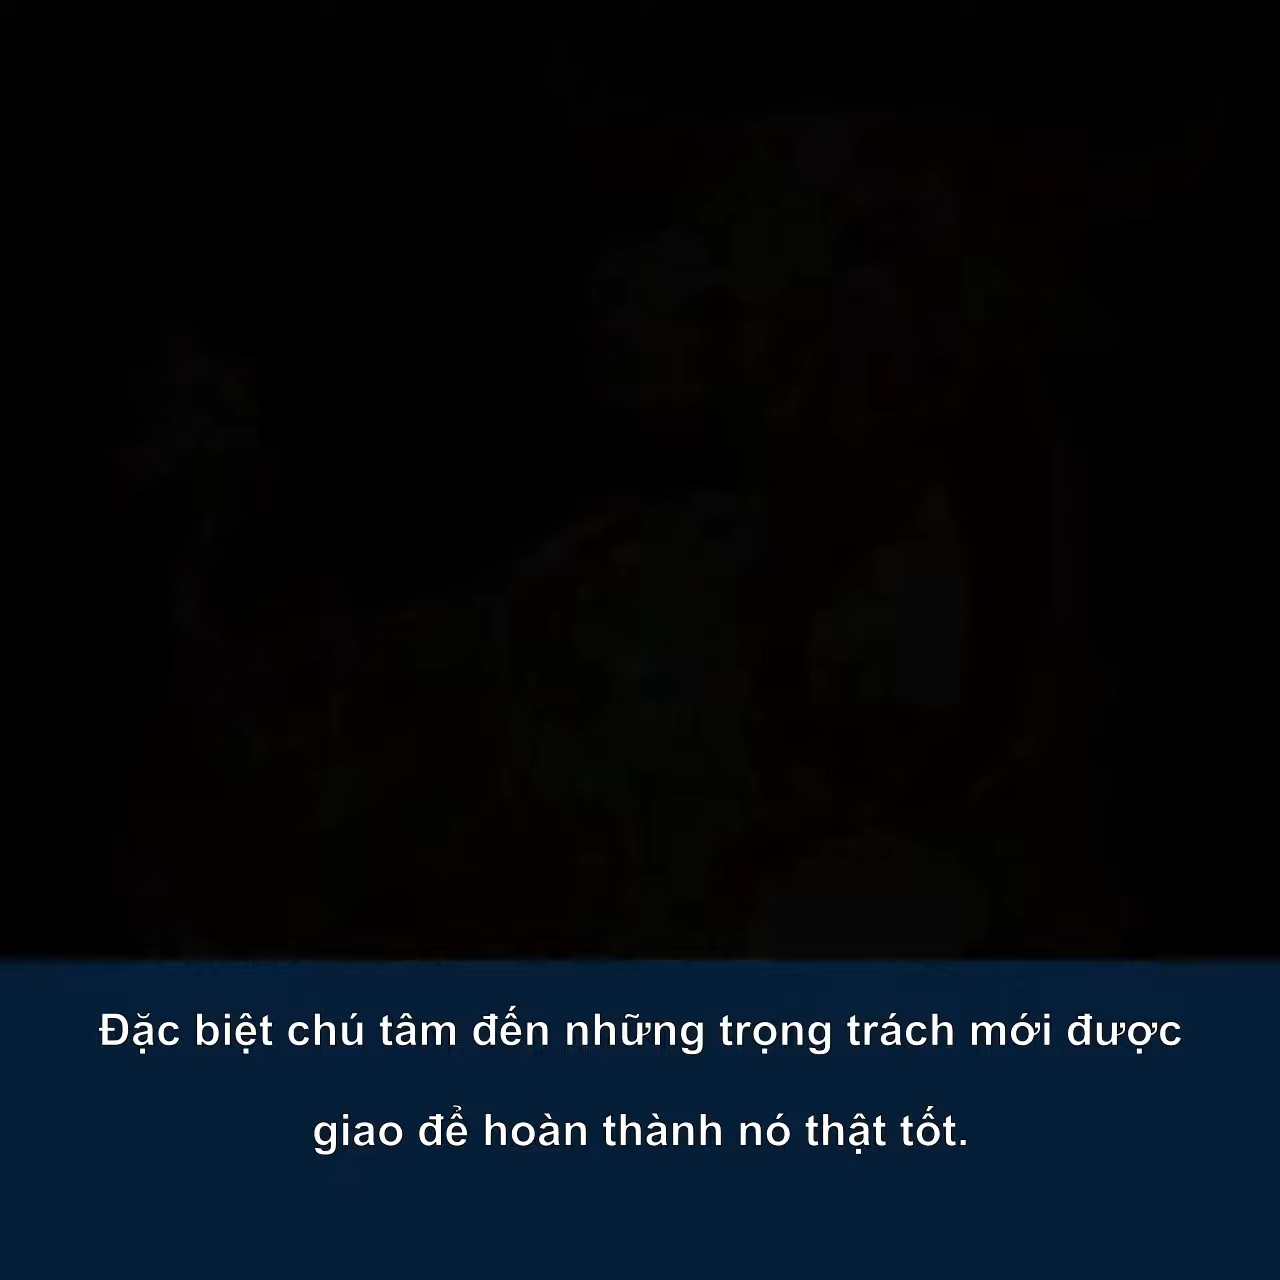 Đặc biệt chú tâm đến những trọng trách mới được
giao để hoàn thành nó thật tốt.